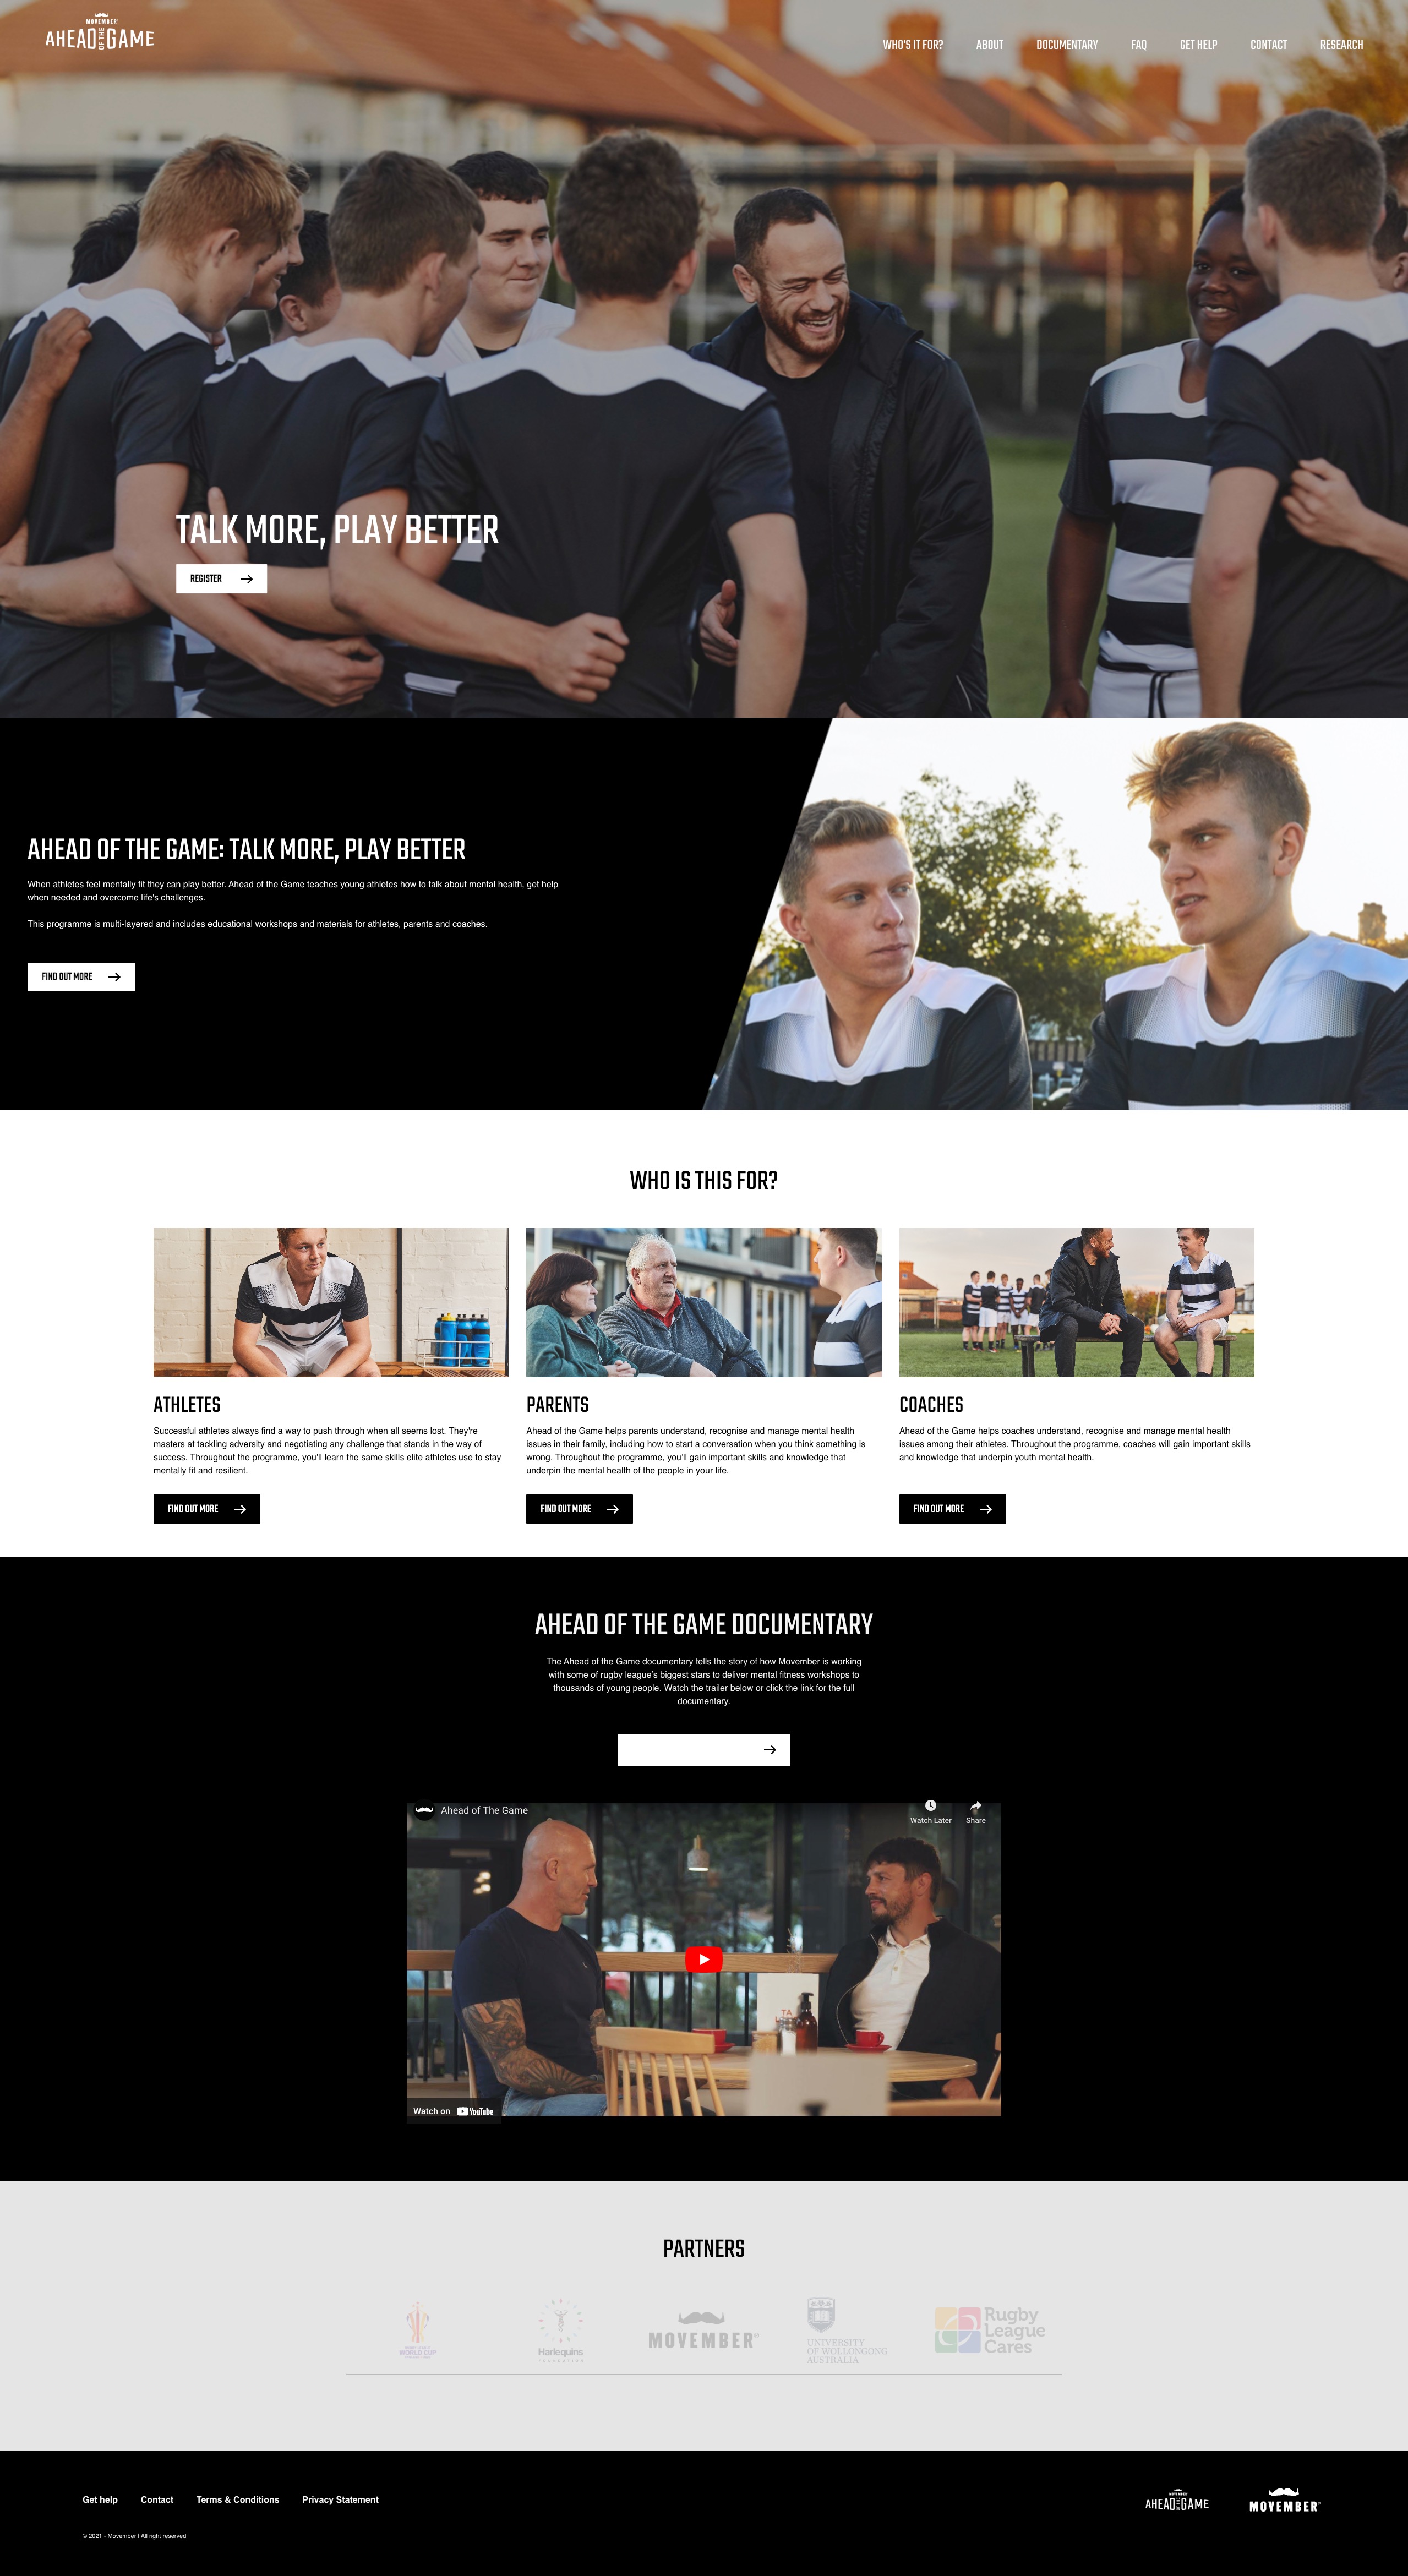 MOVEMBER®
AHEAD OF THE GAME
WHO'S IT FOR? ABOUT DOCUMENTARY FAQ GET HELP CONTACT RESEARCH
TALK MORE, PLAY BETTER
REGISTER
AHEAD OF THE GAME: TALK MORE, PLAY BETTER
When athletes feel mentally fit they can play better. Ahead of the Game teaches young athletes how to talk about mental health, get help
when needed and overcome life's challenges.
This programme is multi-layered and includes educational workshops and materials for athletes, parents and coaches.
FIND OUT MORE
WHO IS THIS FOR?
ATHLETES
Successful athletes always find a way to push through when all seems lost. They're
masters at tackling adversity and negotiating any challenge that stands in the way of
success. Throughout the programme, you'll learn the same skills elite athletes use to stay
mentally fit and resilient.
FIND OUT MORE
PARENTS
Ahead of the Game helps parents understand, recognise and manage mental health
issues in their family, including how to start a conversation when you think something is
wrong. Throughout the programme, you'll gain important skills and knowledge that
underpin the mental health of the people in your life.
FIND OUT MORE
COACHES
Ahead of the Game helps coaches understand, recognise and manage mental health
issues among their athletes. Throughout the programme, coaches will gain important skills
and knowledge that underpin youth mental health.
FIND OUT MORE
AHEAD OF THE GAME DOCUMENTARY
The Ahead of the Game documentary tells the story of how Movember is working
with some of rugby league's biggest stars to deliver mental fitness workshops to
thousands of young people. Watch the trailer below or click the link for the full
documentary.
Ahead of The Game
Watch Later Share
TA
Watch on YouTube
PARTNERS
WORLD CUP
Harlequins
FOUNDATION
MOVEMBER®
UNIVERSITY
OF WOLLONGONG
AUSTRALIA
Rugby
League
Cares
Get help Contact Terms & Conditions Privacy Statement
© 2021 - Movember | All right reserved
MOVEMBER
AHEAD OF THE GAME
MOVEMBER®